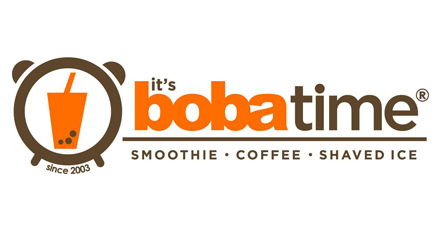 it's
bobatime®
SMOOTHIE • COFFEE • SHAVED ICE
since 2003